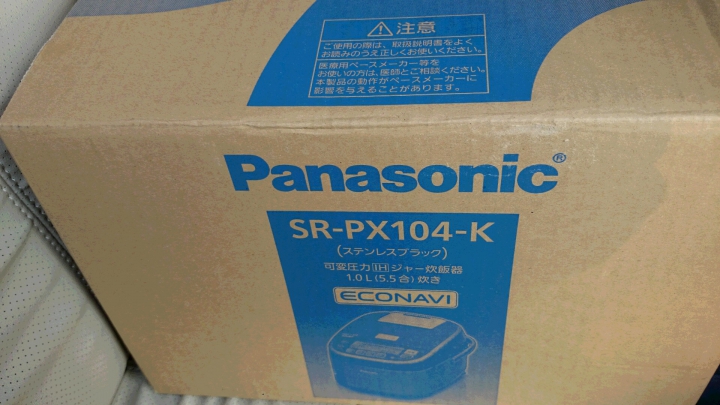 注意
ご使用の際は、取扱説明書をよく
お読みのうえ正しくお使いください。
医療用ペースメーカー等を
お使いの方は、医師とご相談ください。
本製品の動作がペースメーカーに
影響を与えることがあります。
Panasonic®
SR-PX104-K
(ステンレスブラック)
可変圧力IHジャー炊飯器
1.0L(5.5合)炊き
ECONAVI